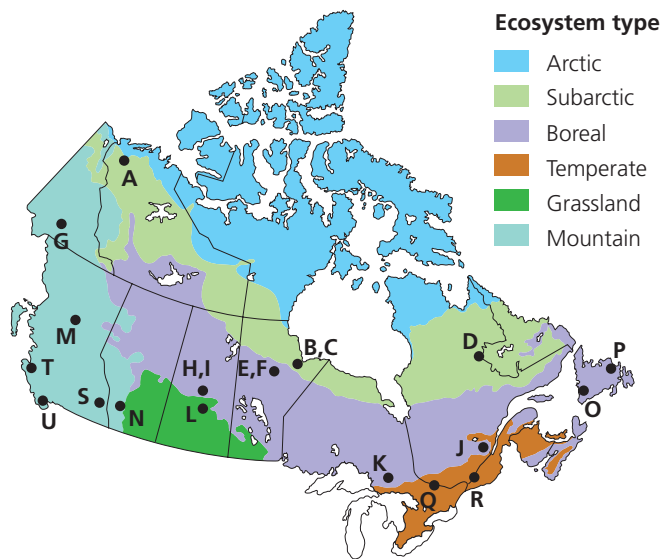 Ecosystem type
Arctic
Subarctic
Boreal
Temperate
Grassland
Mountain
A
G
M
B,C
D
T
H,I
E,F
P
S
N
L
O
U
J
K
Q
R